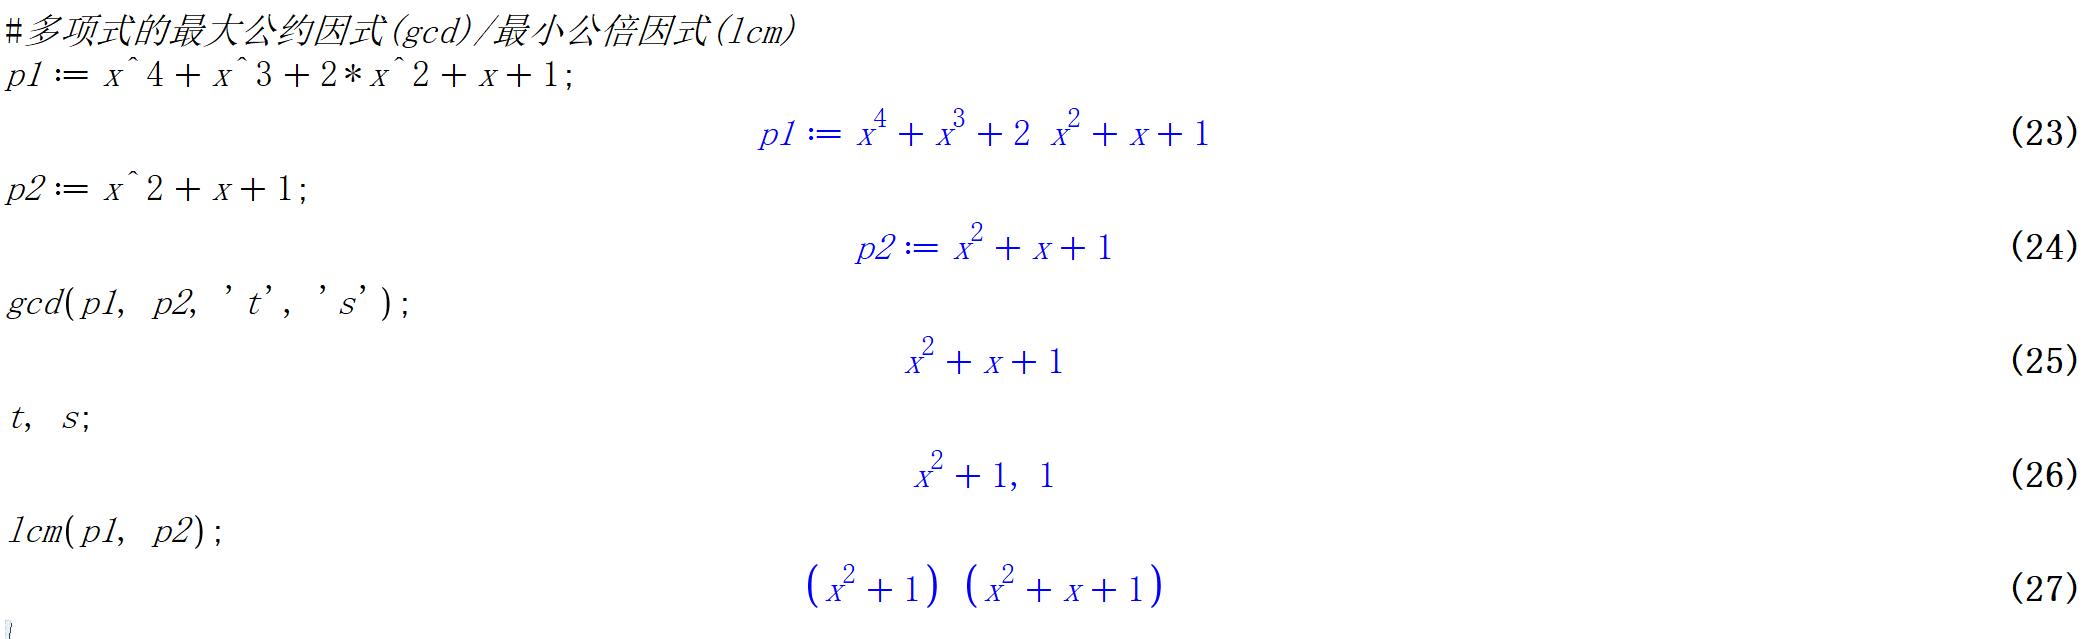 #多项式的最大公约因式(gcd)/最小公倍因式(lcm)
p1 := x^4 + x^3 + 2*x^2 + x + 1;
p1 := x⁴ + x³ + 2 x² + x + 1 (23)
p2 := x^2 + x + 1;
p2 := x² + x + 1 (24)
gcd(p1, p2, 't', 's');
x² + x + 1 (25)
t, s;
x² + 1, 1 (26)
lcm(p1, p2);
(x² + 1) (x² + x + 1) (27)